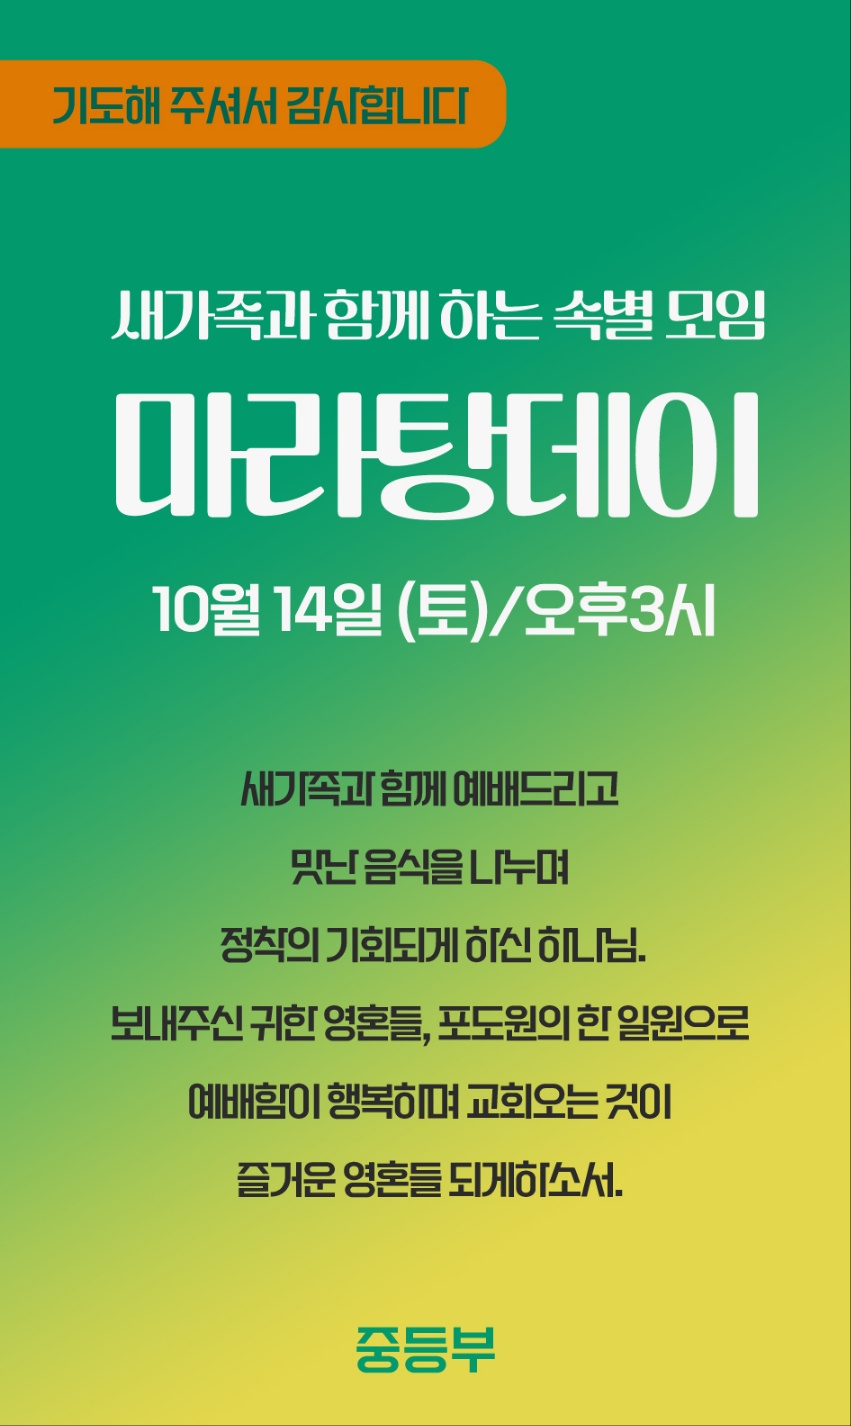 기도해 주셔서 감사합니다
새가족과 함께 하는 속별 모임
마라탕데이
10월 14일 (토)/오후3시
새가족과 함께 예배드리고
맛난 음식을 나누며
정착의 기회되게 하신 하나님.
보내주신 귀한 영혼들, 포도원의 한 일원으로
예배함이 행복하며 교회오는 것이
즐거운 영혼들 되게하소서.
중등부